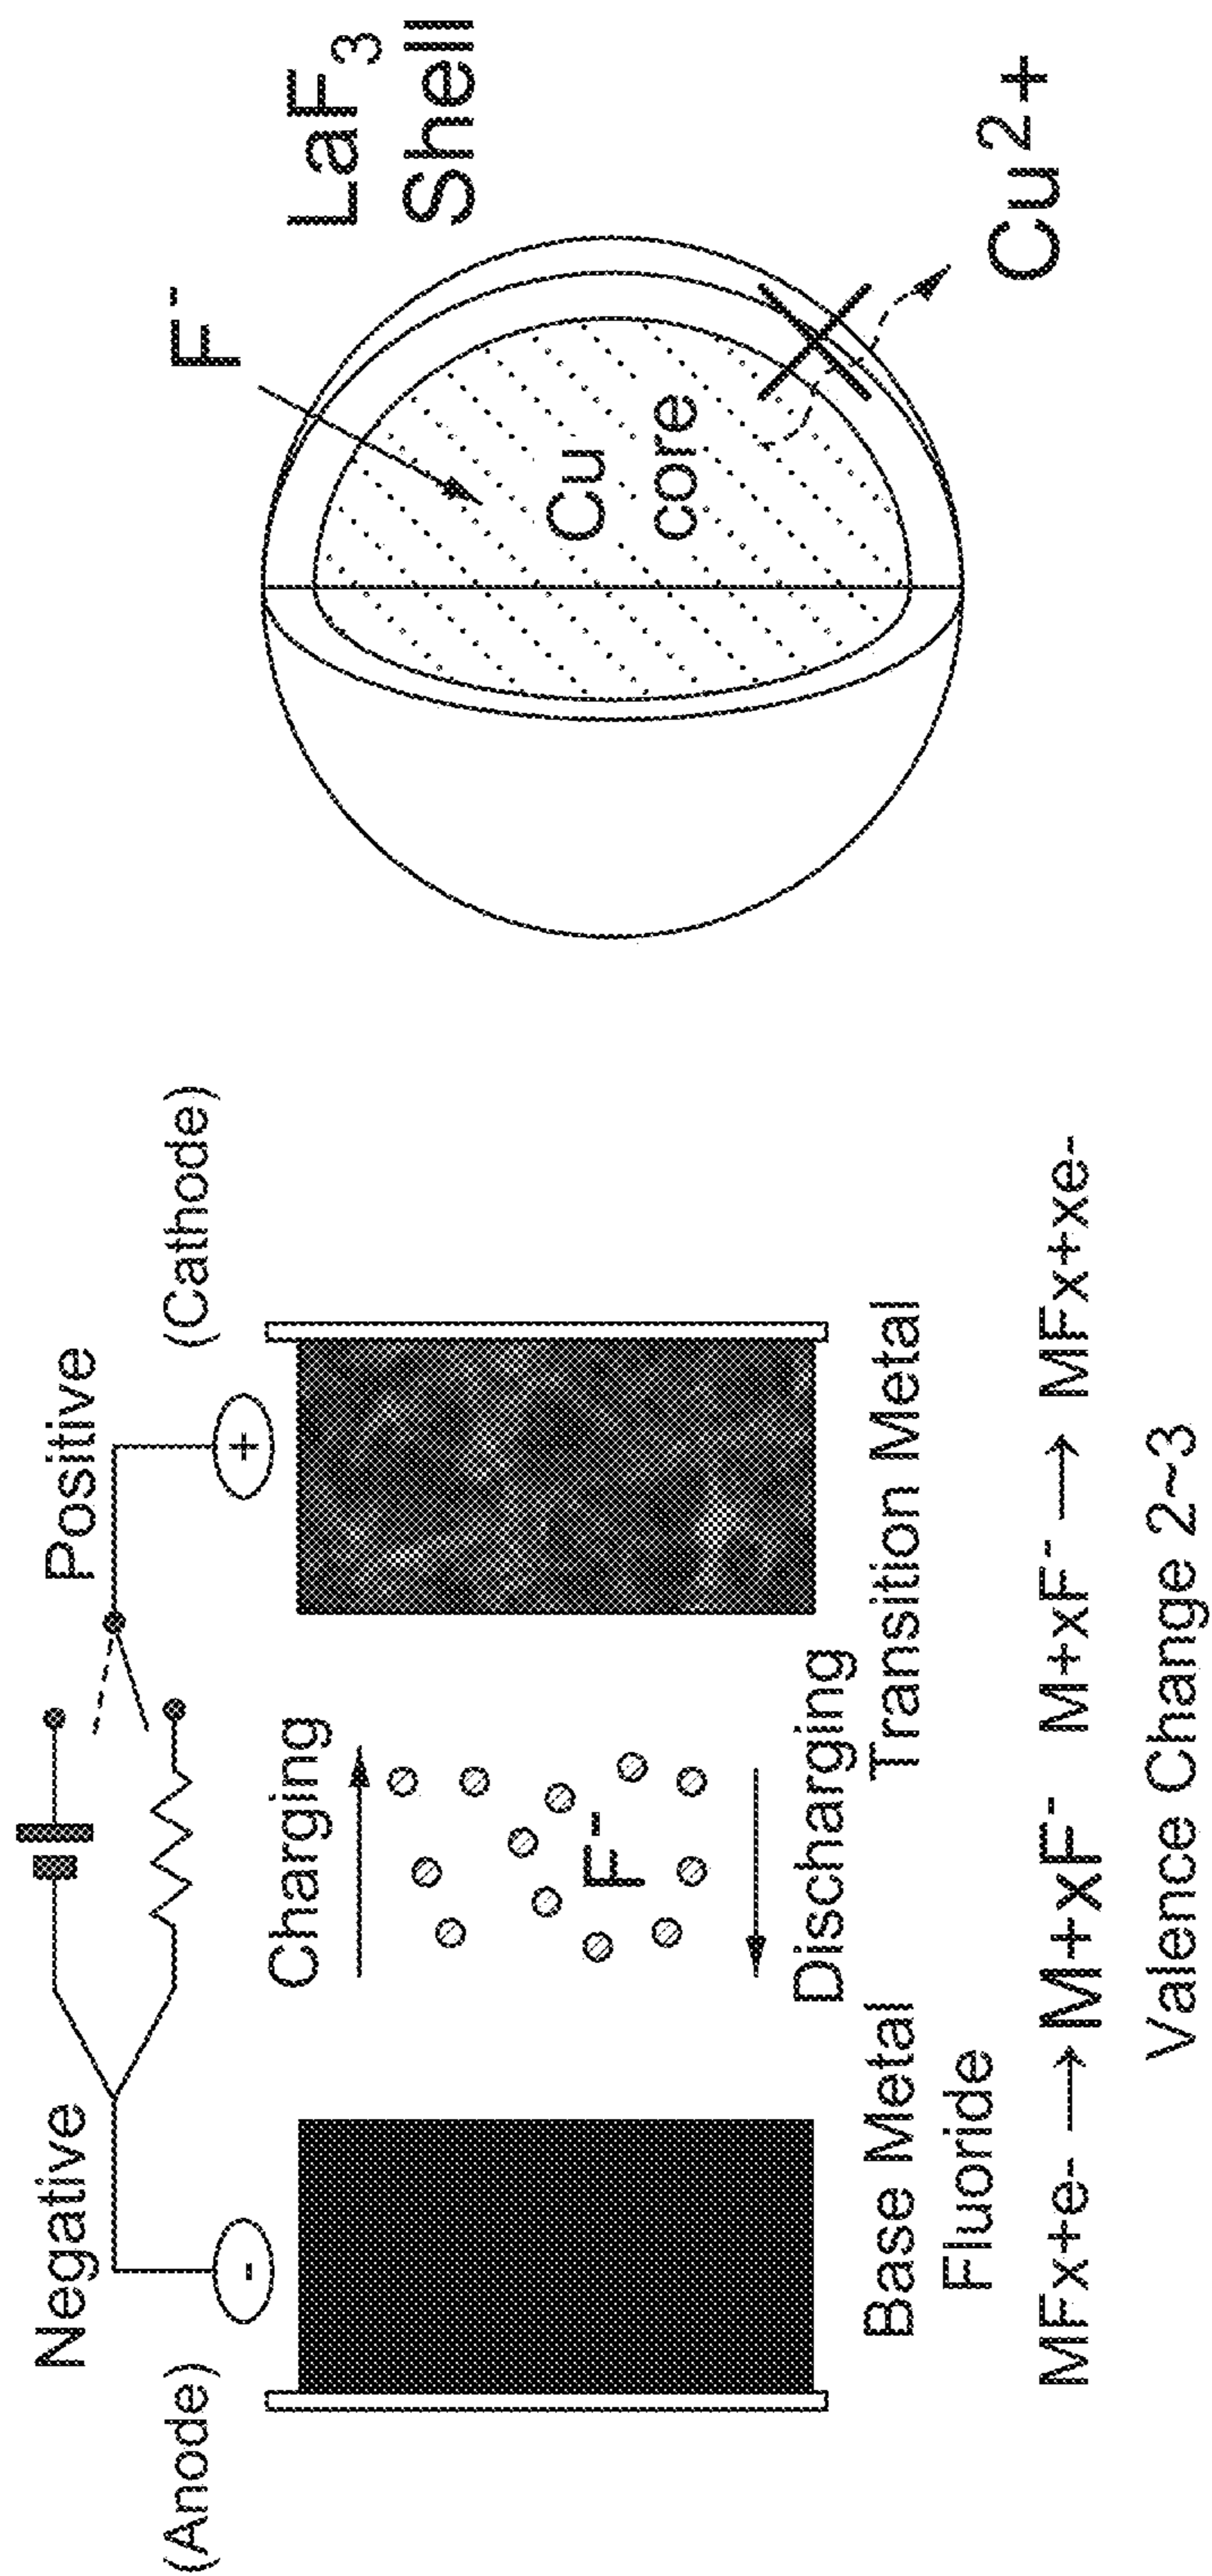 Negative
Positive
(Anode)
-
+
(Cathode)
Charging
F-
Discharging
Base Metal
Fluoride
Transition Metal
MFx+e- → M+xF-
M+xF- → MFx+xe-
Valence Change 2~3
F-
LaF3
Shell
Cu
core
Cu2+